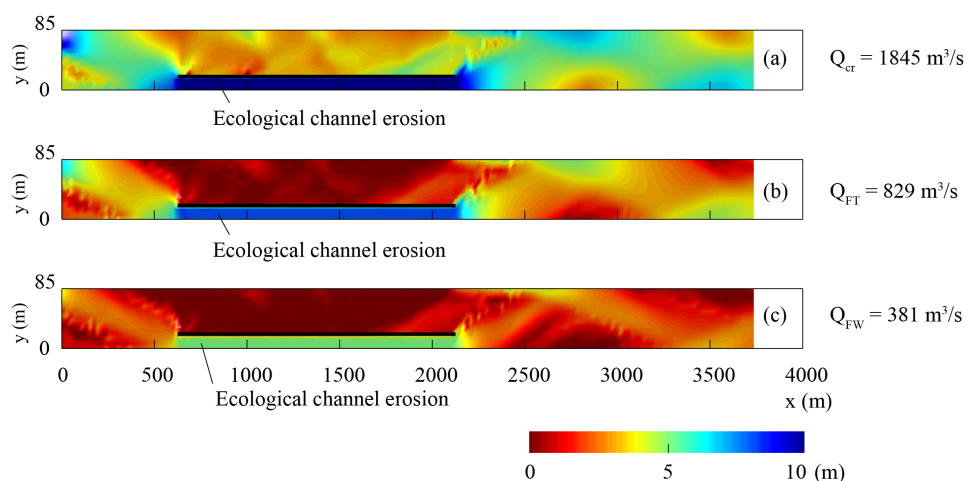 85
y (m)
0
(a)
Q_cr = 1845 m³/s
Ecological channel erosion
85
y (m)
0
(b)
Q_FT = 829 m³/s
Ecological channel erosion
85
y (m)
0
(c)
Q_FW = 381 m³/s
0 500 1000 1500 2000 2500 3000 3500 4000
Ecological channel erosion
x (m)
0 5 10 (m)